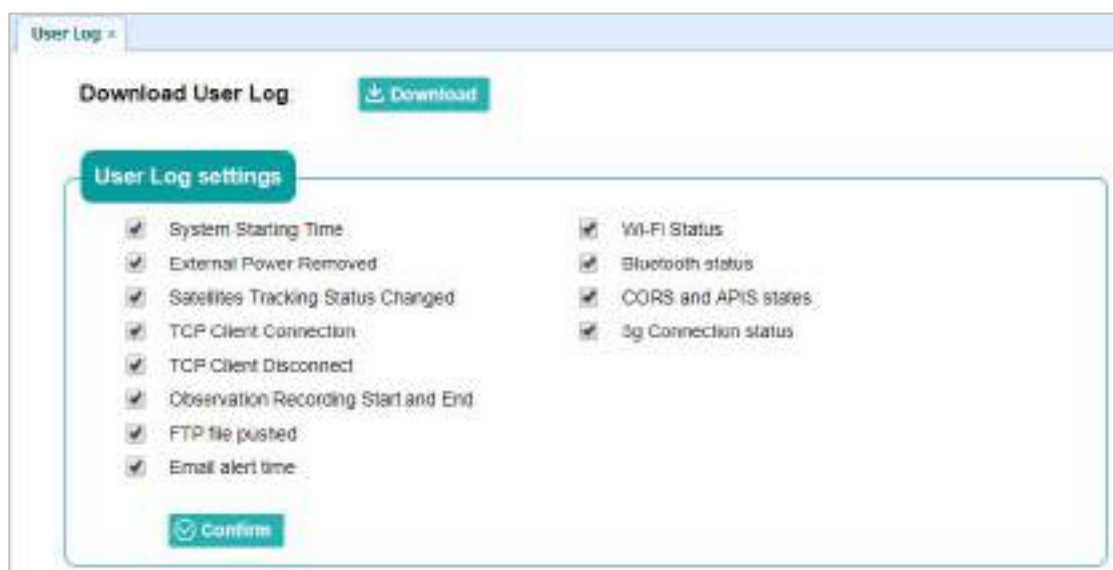 User Log ×
Download User Log
Download
User Log settings
System Starting Time
External Power Removed
Satellites Tracking Status Changed
TCP Client Connection
TCP Client Disconnect
Observation Recording Start and End
FTP file pushed
Email alert time
Wi-Fi Status
Bluetooth status
CORS and APIS states
3g Connection status
Confirm